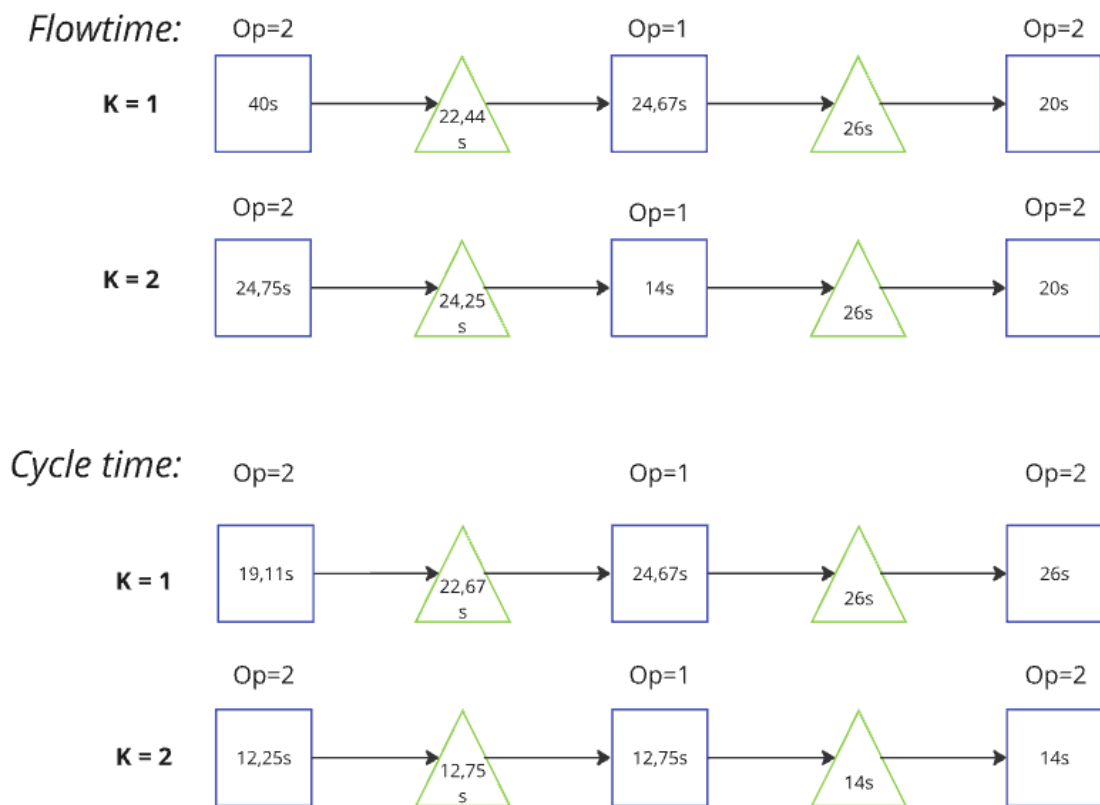 Flowtime:
Op=2
Op=1
Op=2
K = 1
40s
22,44
s
24,67s
26s
20s
Op=2
Op=1
Op=2
K = 2
24,75s
24,25
s
14s
26s
20s
Cycle time:
Op=2
Op=1
Op=2
K = 1
19,11s
22,67
s
24,67s
26s
26s
Op=2
Op=1
Op=2
K = 2
12,25s
12,75
s
12,75s
14s
14s